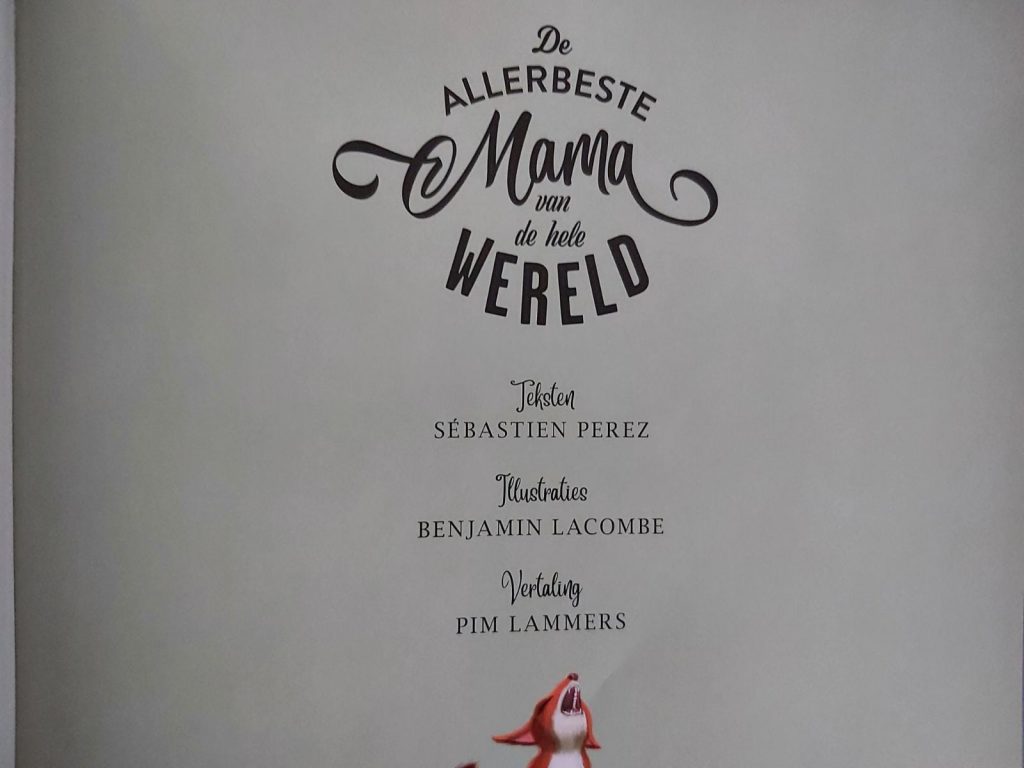 De
ALLERBESTE
Mama
van
de hele
WERELD
Teksten
SÉBASTIEN PEREZ
Illustraties
BENJAMIN LACOMBE
Vertaling
PIM LAMMERS